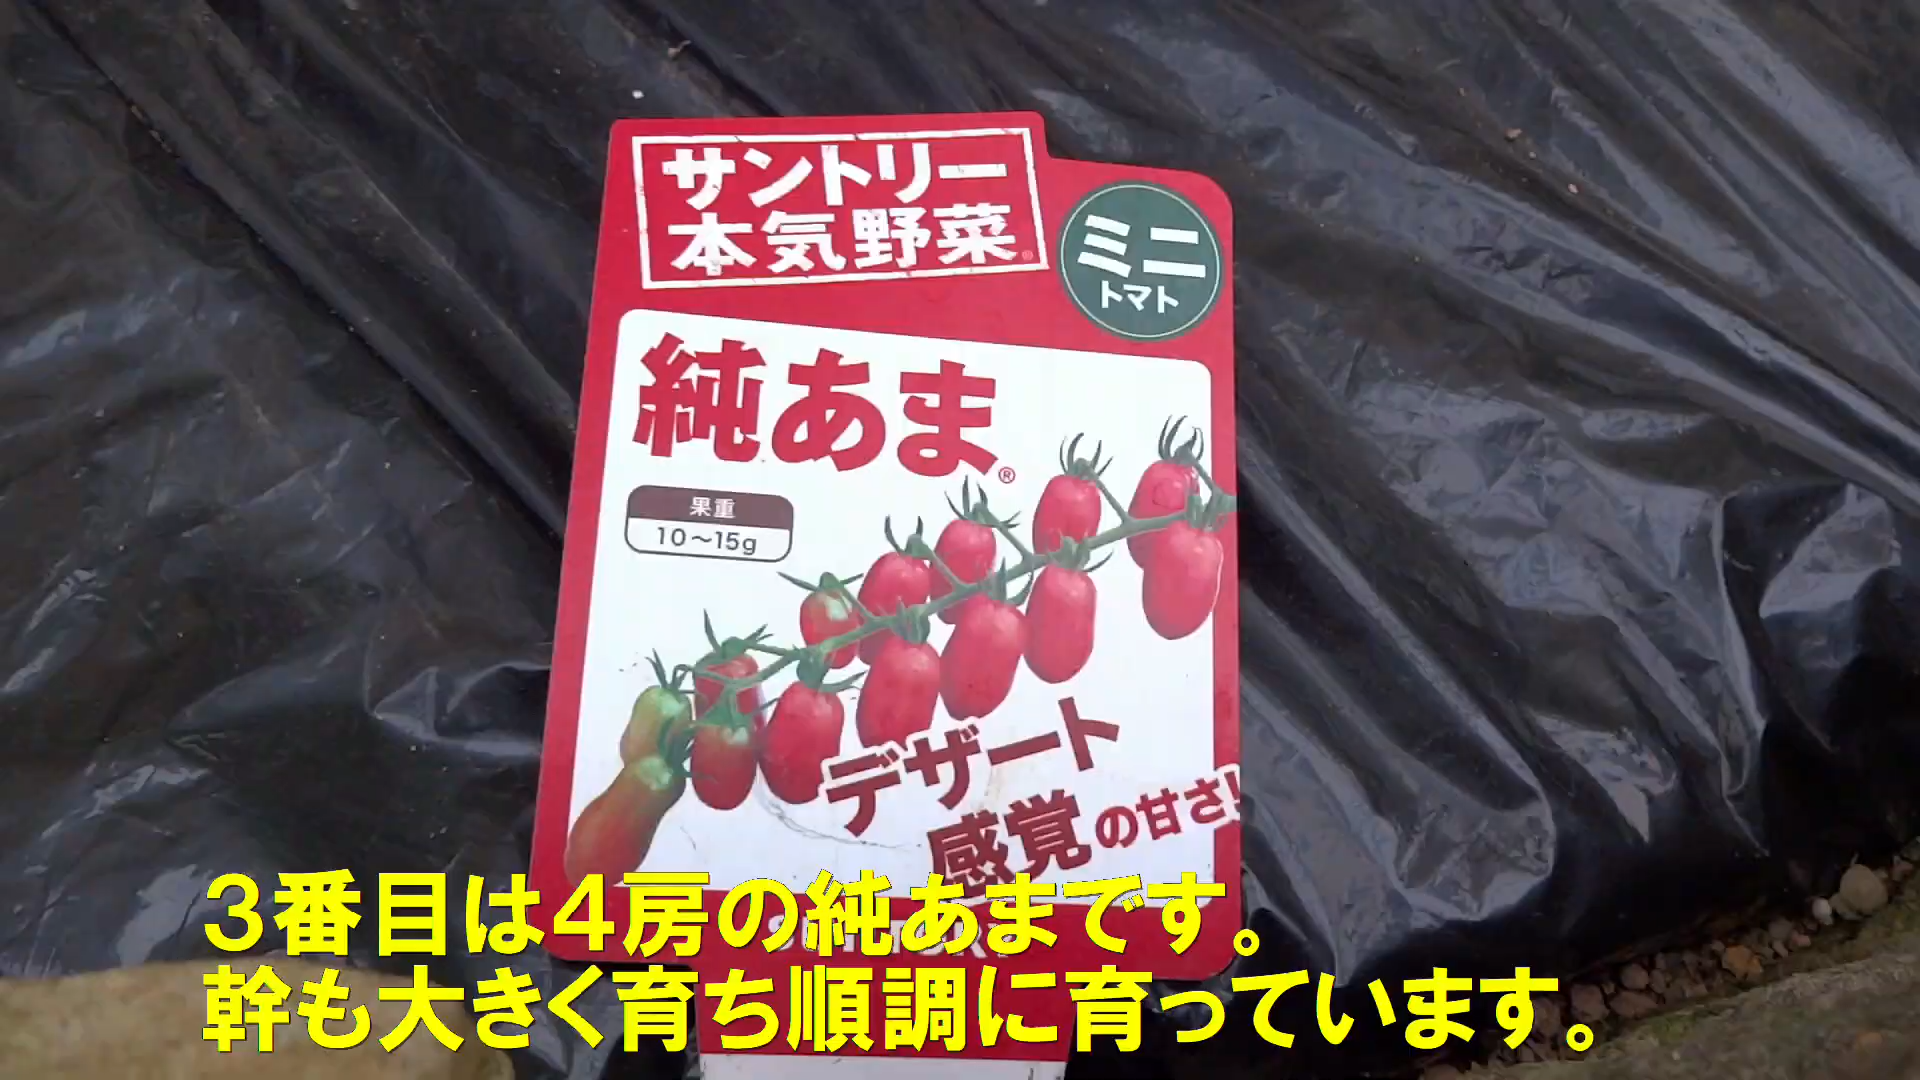 サントリー
本気野菜®
ミニ
トマト
純あま®
果重
10～15g
デザート
感覚の甘さ!
3番目は4房の純あまです。
幹も大きく育ち順調に育っています。